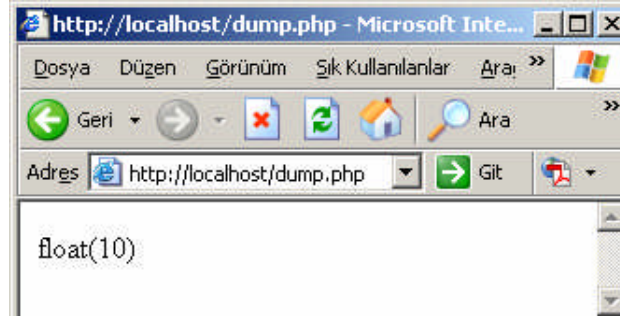 http://localhost/dump.php - Microsoft Inte...
Dosya Düzen Görünüm Sık Kullanılanlar Ara »
Geri Ara »
Adres http://localhost/dump.php Git
float(10)